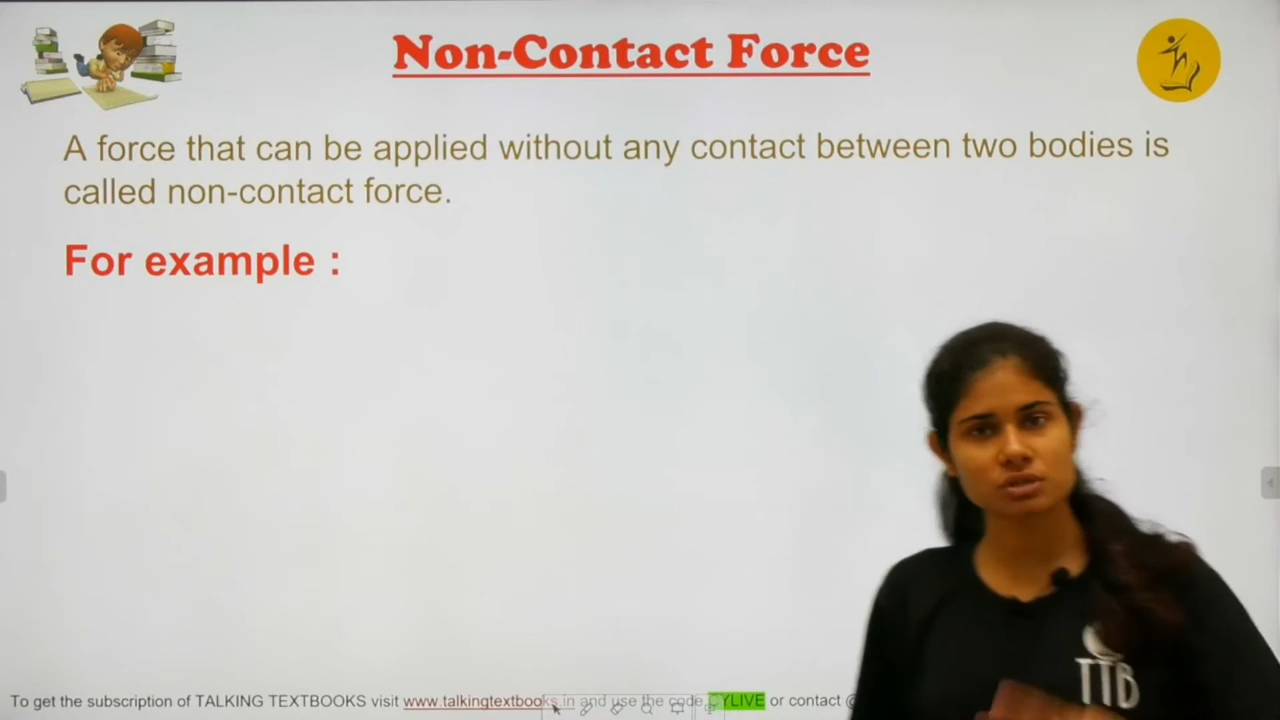 Non-Contact Force
A force that can be applied without any contact between two bodies is
called non-contact force.
For example :
TTB
To get the subscription of TALKING TEXTBOOKS visit www.talkingtextbooks.in and use the code YLIVE or contact @